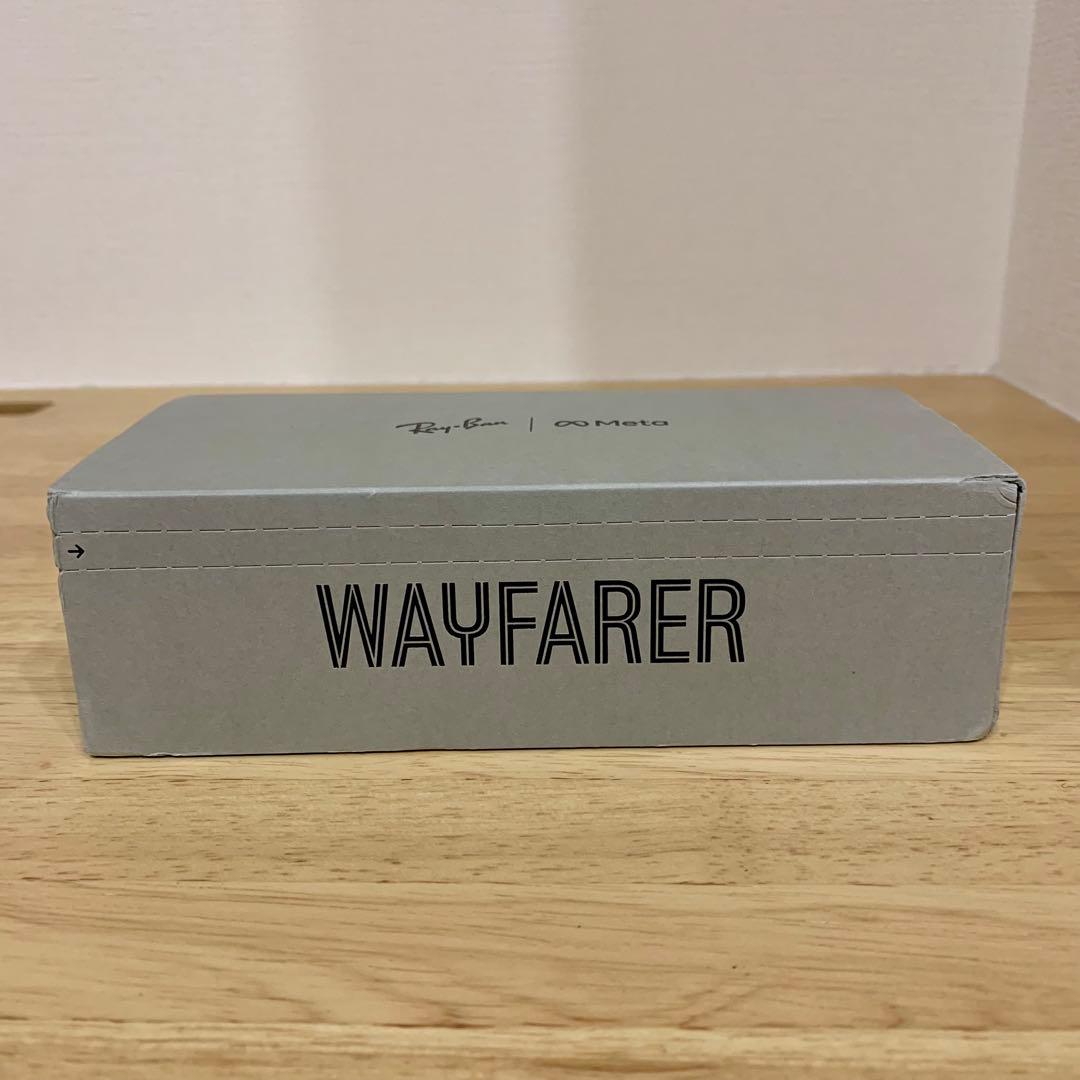 Ray-Ban | ∞ Meta
→
WAYFARER